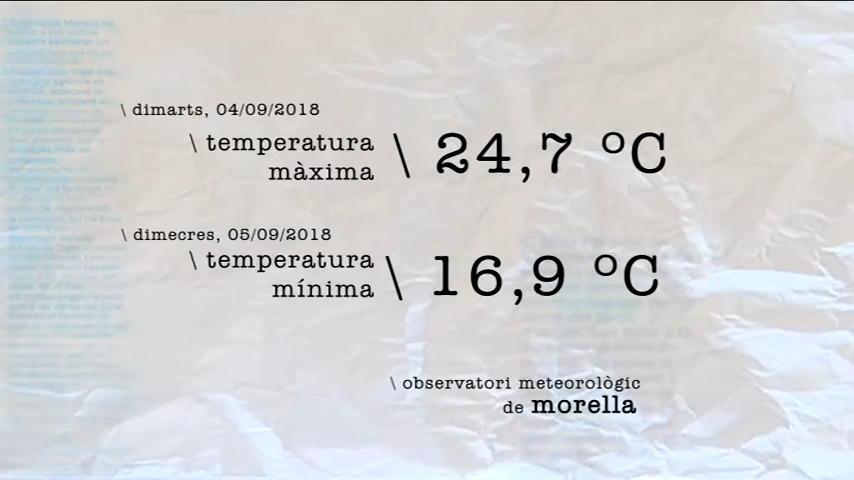 \ dimarts, 04/09/2018
\ temperatura
màxima
\ 24,7 ºC
\ dimecres, 05/09/2018
\ temperatura
mínima
\ 16,9 ºC
\ observatori meteorològic
de morella